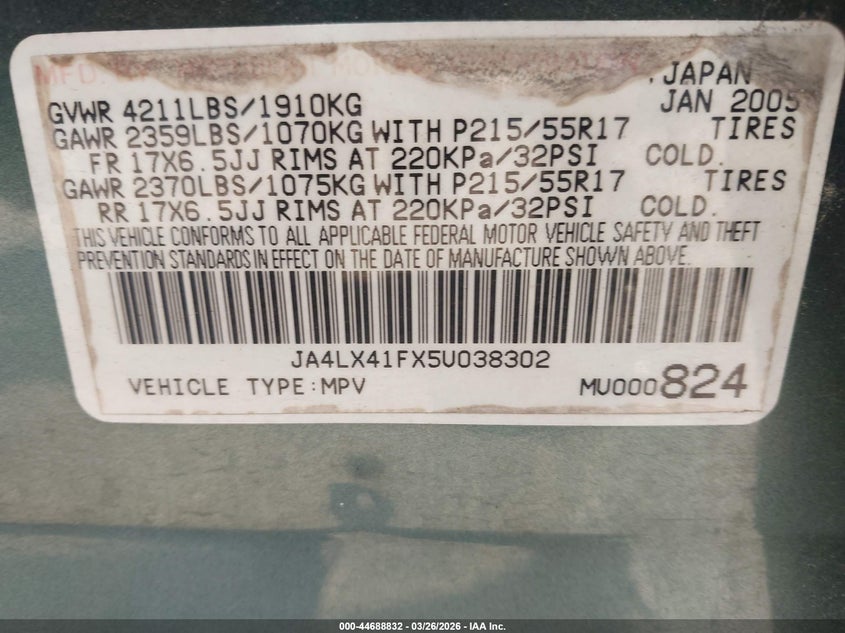 MFD.
JAPAN
GVWR 4211LBS/1910KG JAN 2005
GAWR 2359LBS/1070KG WITH P215/55R17 TIRES
FR 17X6.5JJ RIMS AT 220KPa/32PSI COLD.
GAWR 2370LBS/1075KG WITH P215/55R17 TIRES
RR 17X6.5JJ RIMS AT 220KPa/32PSI COLD.
THIS VEHICLE CONFORMS TO ALL APPLICABLE FEDERAL MOTOR VEHICLE SAFETY AND THEFT
PREVENTION STANDARDS IN EFFECT ON THE DATE OF MANUFACTURE SHOWN ABOVE.
JA4LX41FX5U038302
VEHICLE TYPE:MPV MU000824
000-44688832 - 03/26/2026 - IAA Inc.